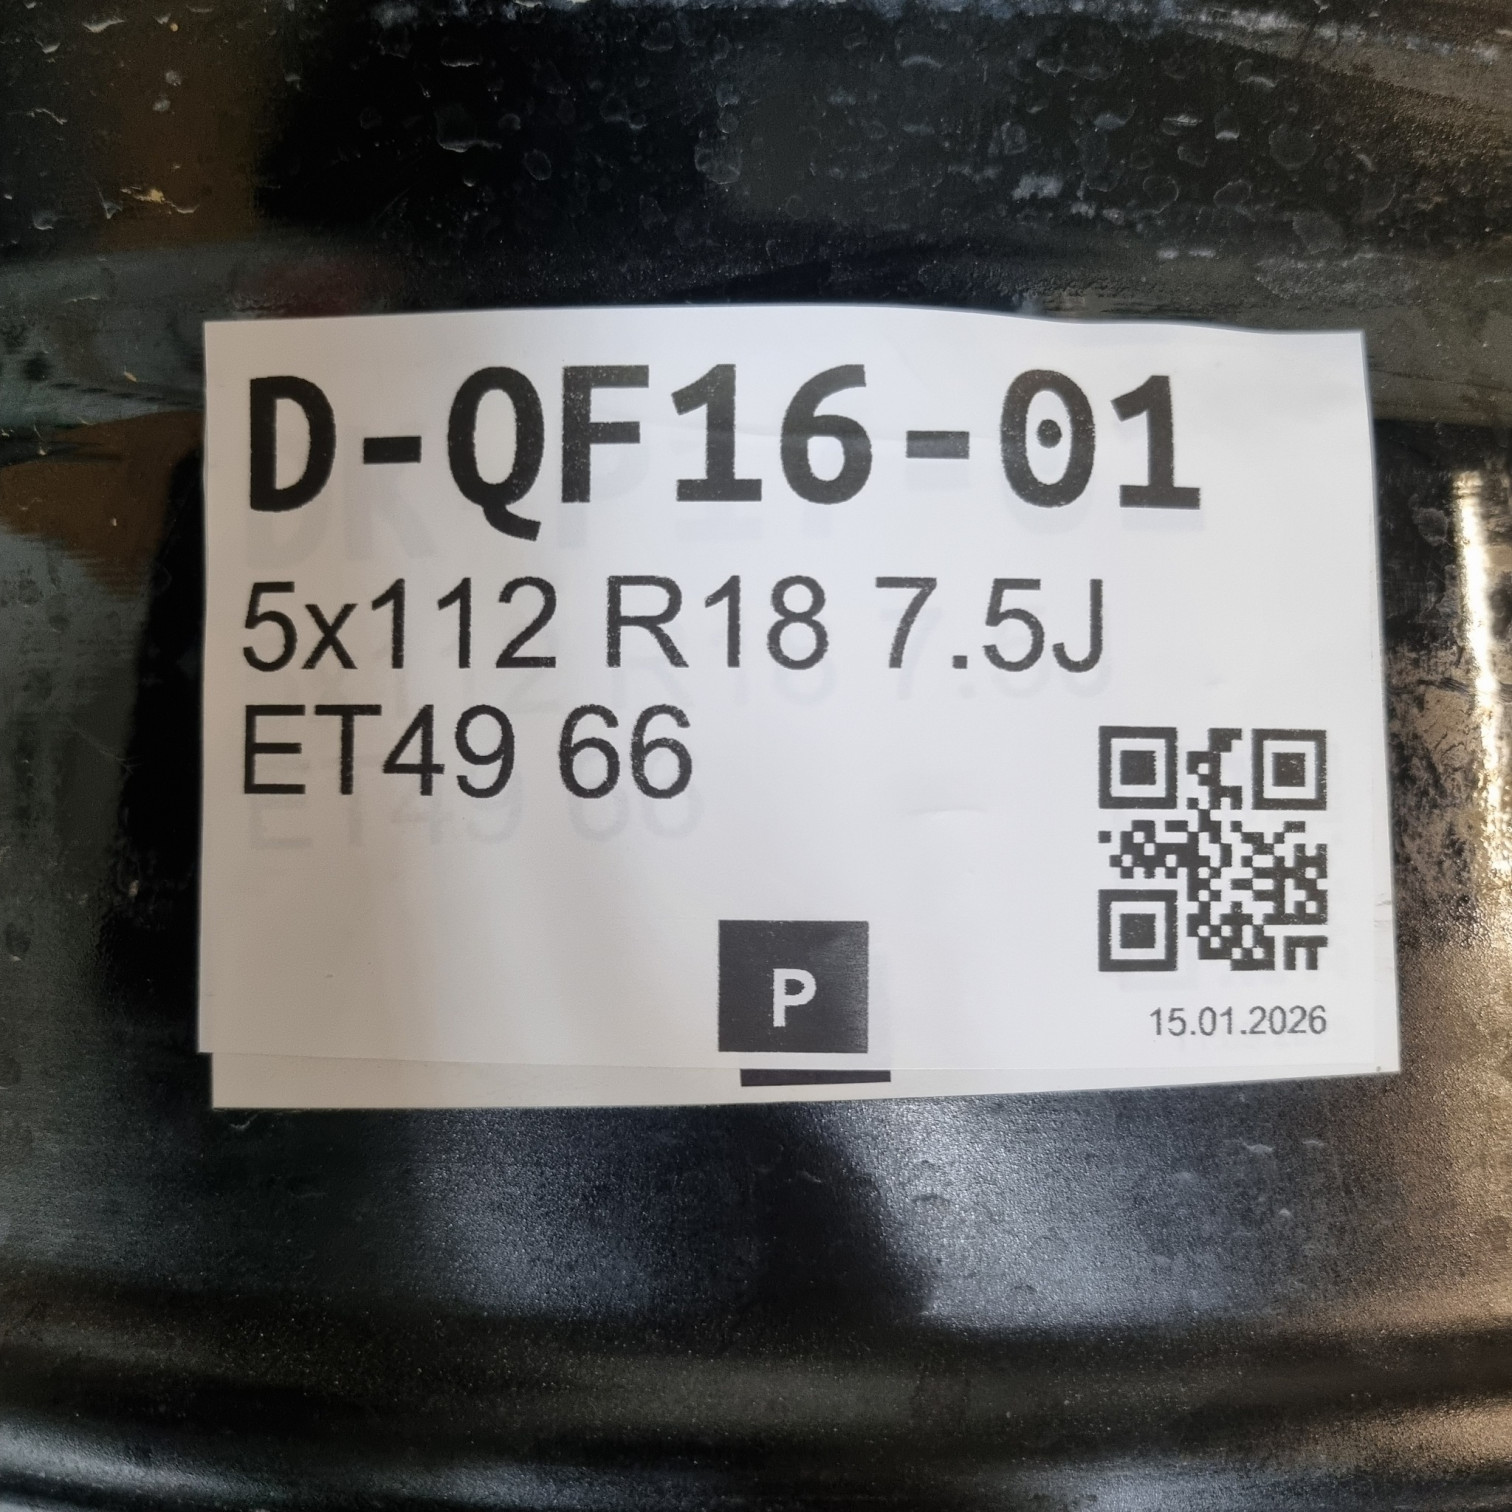 D-QF16-01
5x112 R18 7.5J
ET49 66
P
15.01.2026